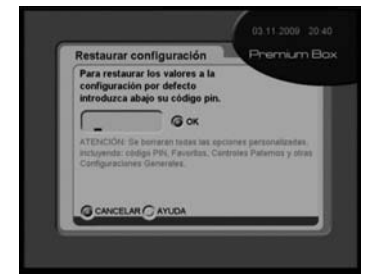 03.11.2009 20:40
Premium Box
Restaurar configuración
Para restaurar los valores a la
configuración por defecto
introduzca abajo su código pin.
OK
ATENCIÓN: Se borraran todas las opciones personalizadas,
incluyendo: código PIN, Favoritos, Controles Paternos y otras
Configuraciones Generales.
CANCELAR AYUDA